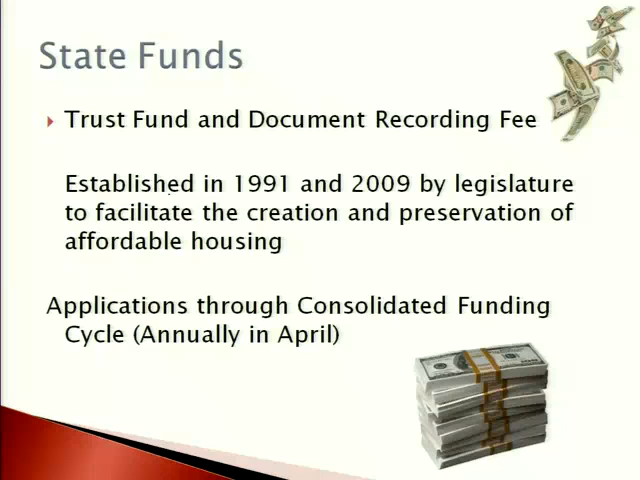 State Funds
Trust Fund and Document Recording Fee
Established in 1991 and 2009 by legislature
to facilitate the creation and preservation of
affordable housing
Applications through Consolidated Funding
Cycle (Annually in April)